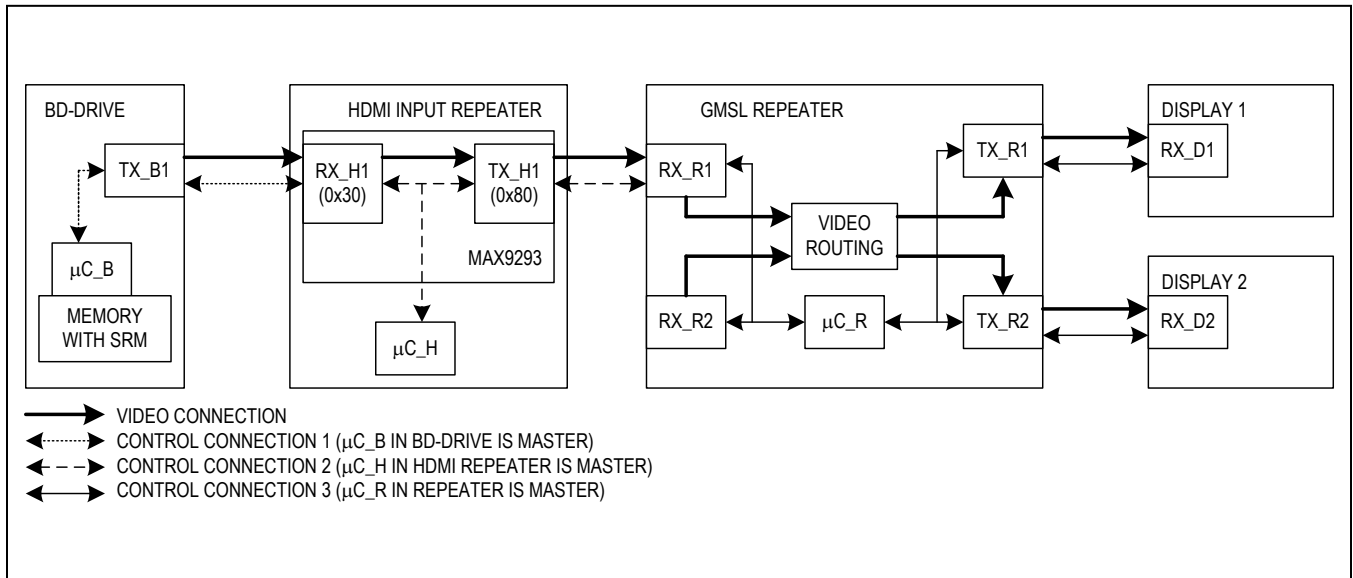 BD-DRIVE
TX_B1
μC_B
MEMORY
WITH SRM
HDMI INPUT REPEATER
RX_H1
(0x30)
TX_H1
(0x80)
MAX9293
μC_H
GMSL REPEATER
RX_R1
RX_R2
VIDEO
ROUTING
μC_R
TX_R1
TX_R2
DISPLAY 1
RX_D1
DISPLAY 2
RX_D2
VIDEO CONNECTION
CONTROL CONNECTION 1 (μC_B IN BD-DRIVE IS MASTER)
CONTROL CONNECTION 2 (μC_H IN HDMI REPEATER IS MASTER)
CONTROL CONNECTION 3 (μC_R IN REPEATER IS MASTER)